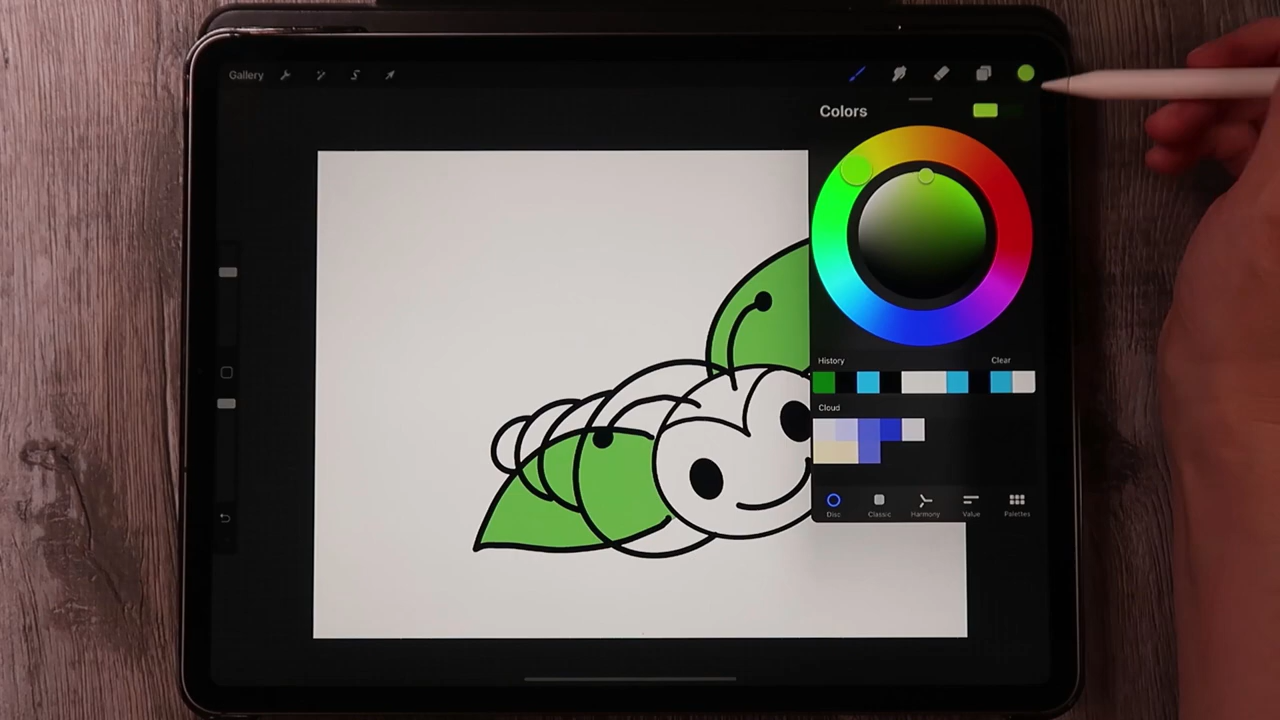 Gallery
Colors
History Clear
Cloud
Disc Classic Harmony Value Palettes